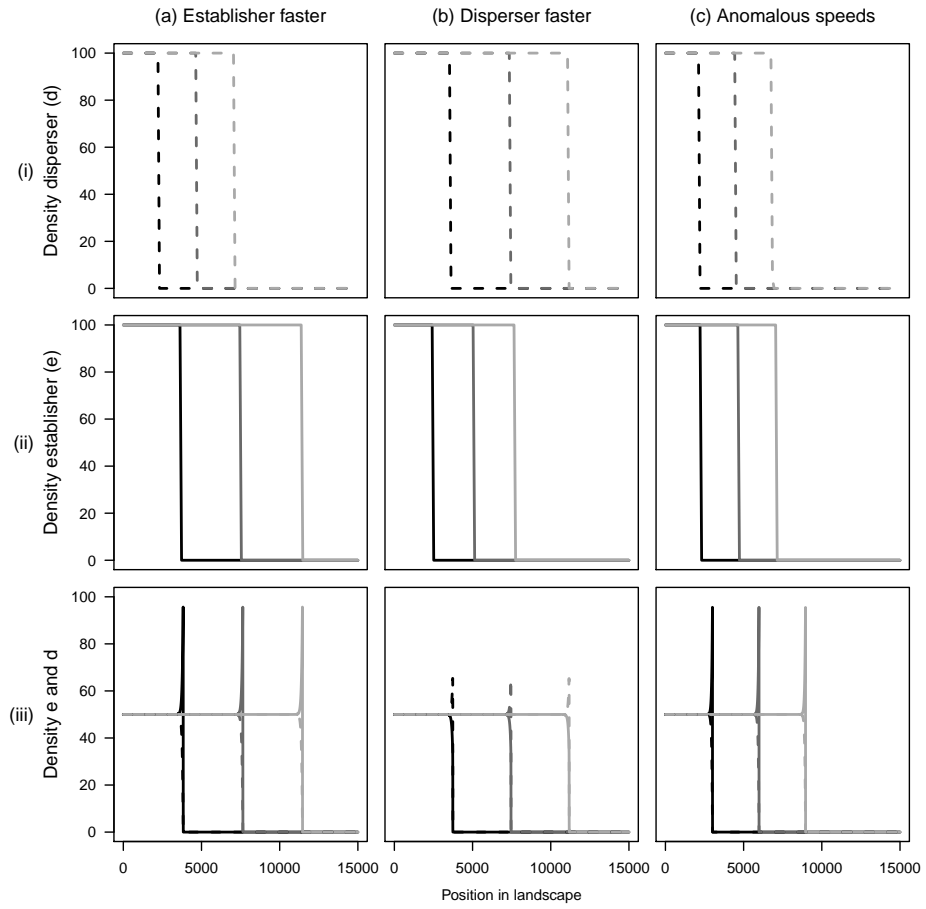 (a) Establisher faster
(b) Disperser faster
(c) Anomalous speeds
(i)
Density disperser (d)
100
80
60
40
20
0
(ii)
Density establisher (e)
100
80
60
40
20
0
(iii)
Density e and d
100
80
60
40
20
0
0 5000 10000 15000
0 5000 10000 15000
0 5000 10000 15000
Position in landscape